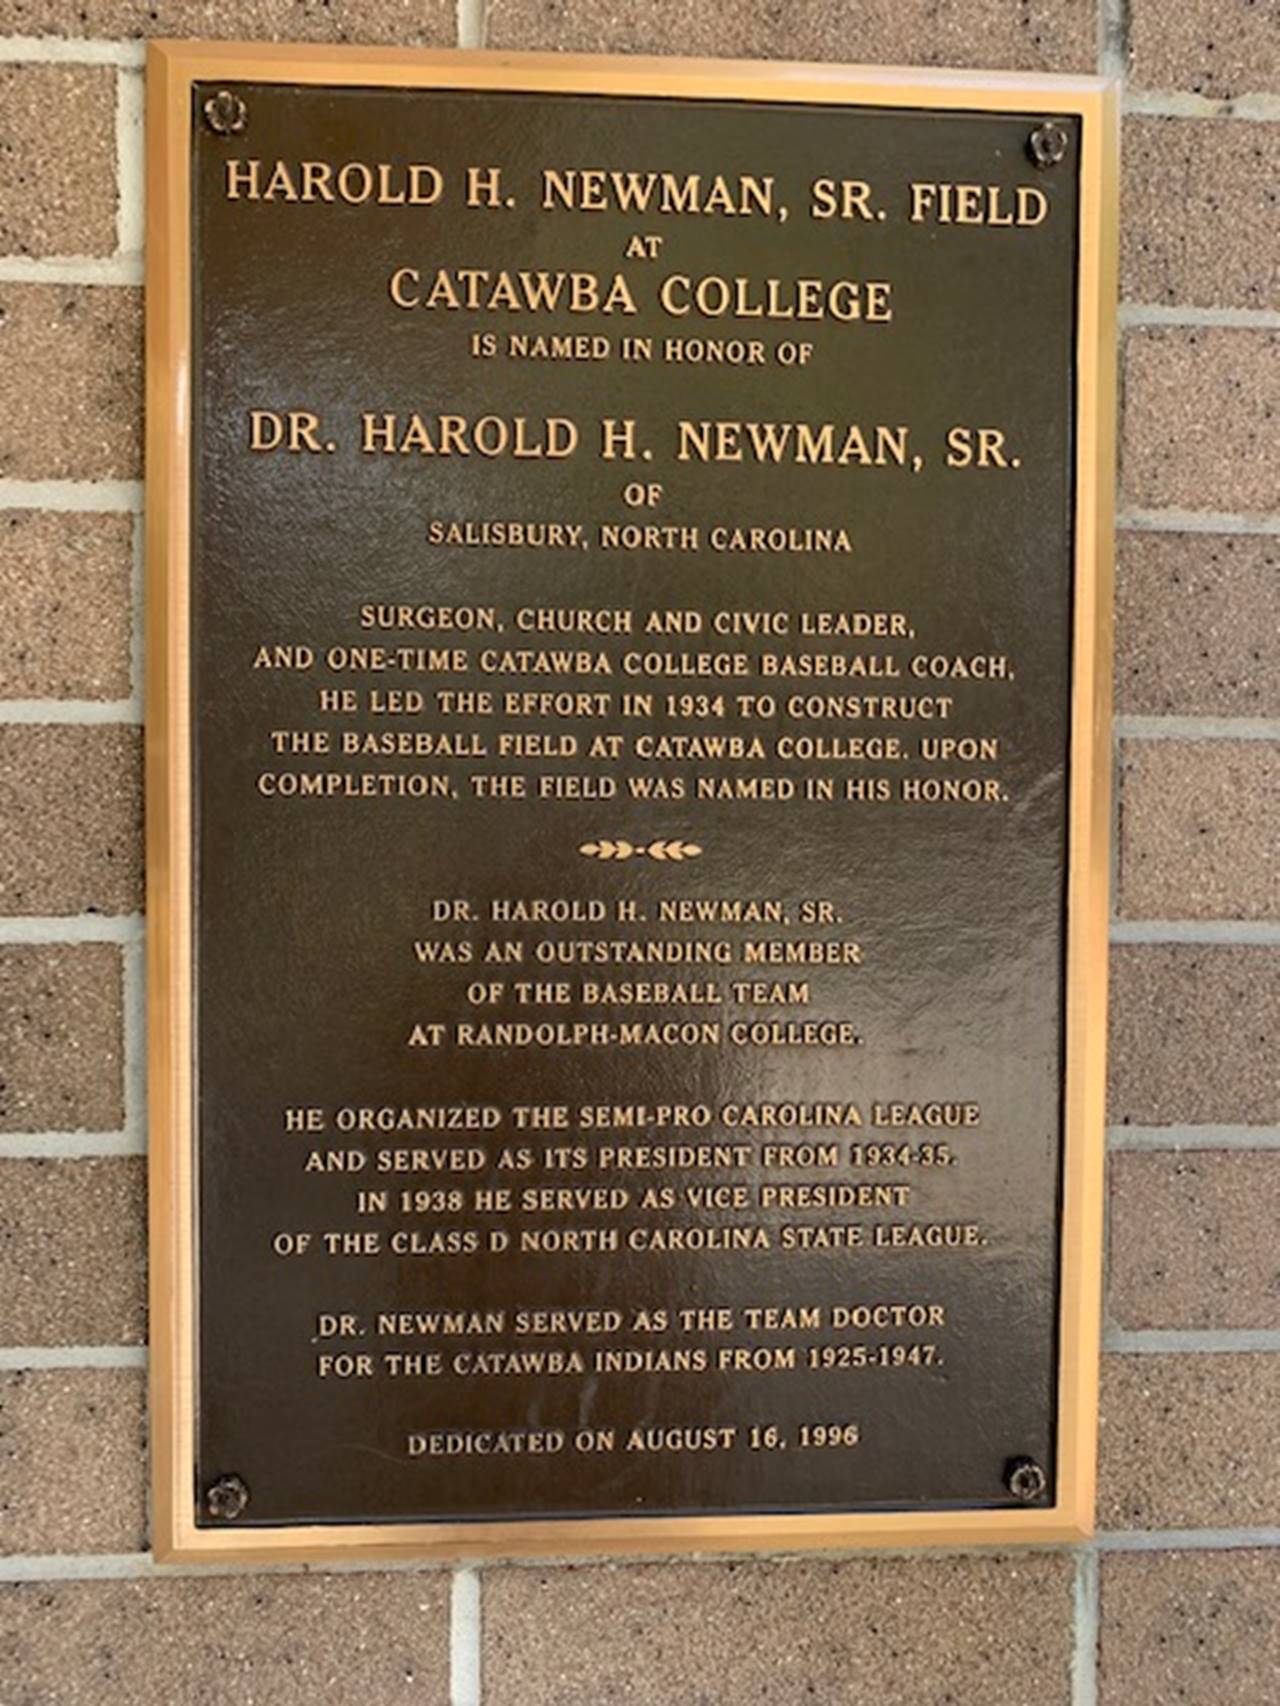 HAROLD H. NEWMAN, SR. FIELD
AT
CATAWBA COLLEGE
IS NAMED IN HONOR OF
DR. HAROLD H. NEWMAN, SR.
OF
SALISBURY, NORTH CAROLINA
SURGEON, CHURCH AND CIVIC LEADER,
AND ONE-TIME CATAWBA COLLEGE BASEBALL COACH,
HE LED THE EFFORT IN 1934 TO CONSTRUCT
THE BASEBALL FIELD AT CATAWBA COLLEGE. UPON
COMPLETION, THE FIELD WAS NAMED IN HIS HONOR.
DR. HAROLD H. NEWMAN, SR.
WAS AN OUTSTANDING MEMBER
OF THE BASEBALL TEAM
AT RANDOLPH-MACON COLLEGE.
HE ORGANIZED THE SEMI-PRO CAROLINA LEAGUE
AND SERVED AS ITS PRESIDENT FROM 1934-35.
IN 1938 HE SERVED AS VICE PRESIDENT
OF THE CLASS D NORTH CAROLINA STATE LEAGUE.
DR. NEWMAN SERVED AS THE TEAM DOCTOR
FOR THE CATAWBA INDIANS FROM 1925-1947.
DEDICATED ON AUGUST 16, 1996